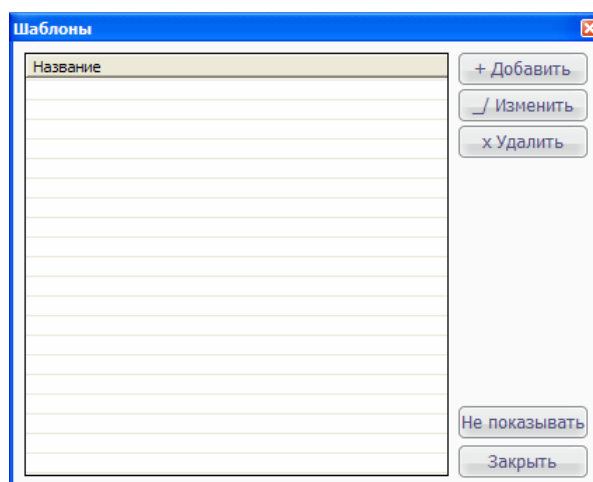 Шаблоны
Название
+ Добавить
_/ Изменить
x Удалить
Не показывать
Закрыть